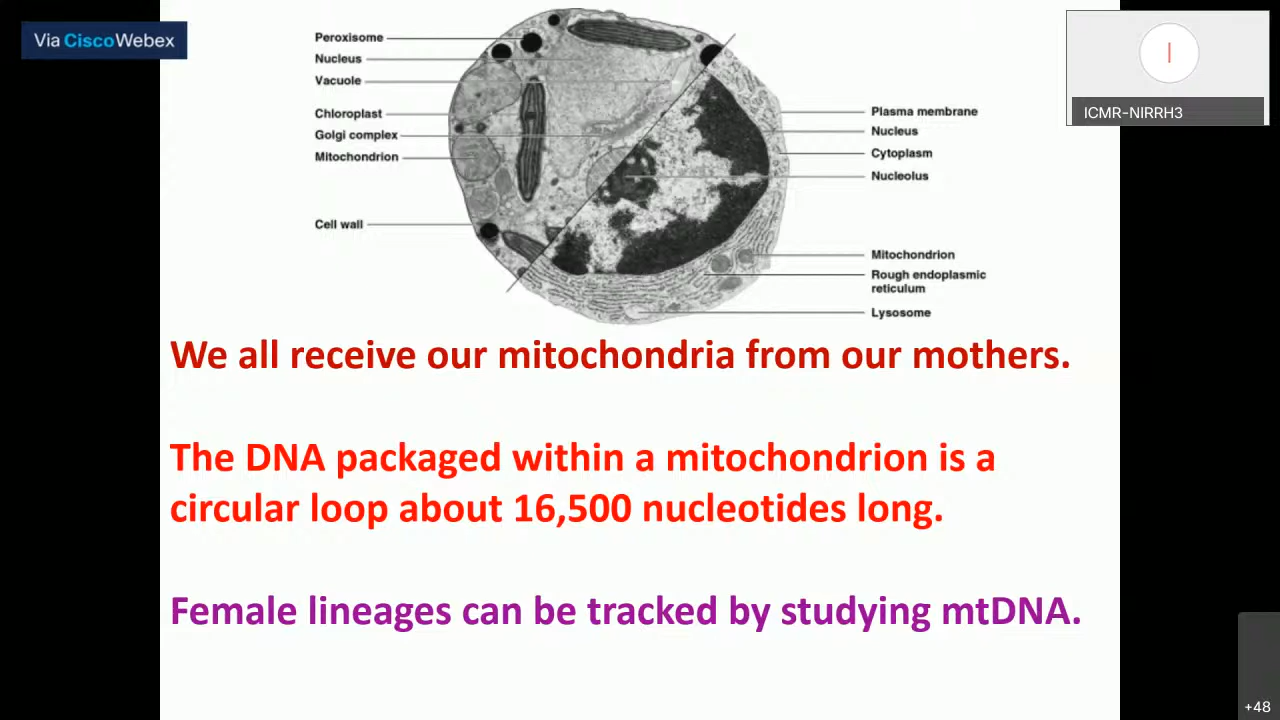 Via CiscoWebex
ICMR-NIRRH3
Peroxisome
Nucleus
Vacuole
Chloroplast
Golgi complex
Mitochondrion
Cell wall
Plasma membrane
Nucleus
Cytoplasm
Nucleolus
Mitochondrion
Rough endoplasmic
reticulum
Lysosome
We all receive our mitochondria from our mothers.
The DNA packaged within a mitochondrion is a
circular loop about 16,500 nucleotides long.
Female lineages can be tracked by studying mtDNA.
+48